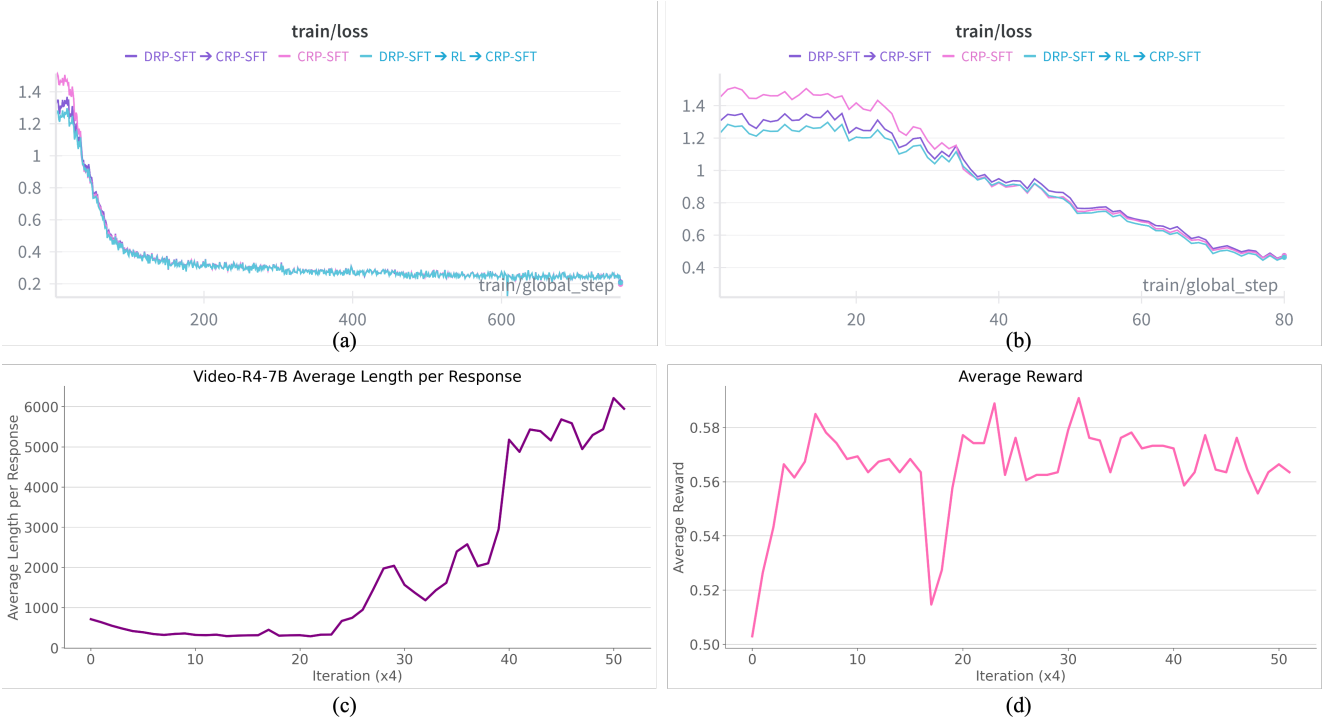 train/loss
DRP-SFT ➔ CRP-SFT CRP-SFT DRP-SFT ➔ RL ➔ CRP-SFT
1.4
1.2
1
0.8
0.6
0.4
0.2
train/global_step
200 400 600
(a)
train/loss
DRP-SFT ➔ CRP-SFT CRP-SFT DRP-SFT ➔ RL ➔ CRP-SFT
1.4
1.2
1
0.8
0.6
0.4
train/global_step
20 40 60 80
(b)
Video-R4-7B Average Length per Response
Average Length per Response
6000
5000
4000
3000
2000
1000
0
0 10 20 30 40 50
Iteration (x4)
(c)
Average Reward
Average Reward
0.58
0.56
0.54
0.52
0.50
0 10 20 30 40 50
Iteration (x4)
(d)